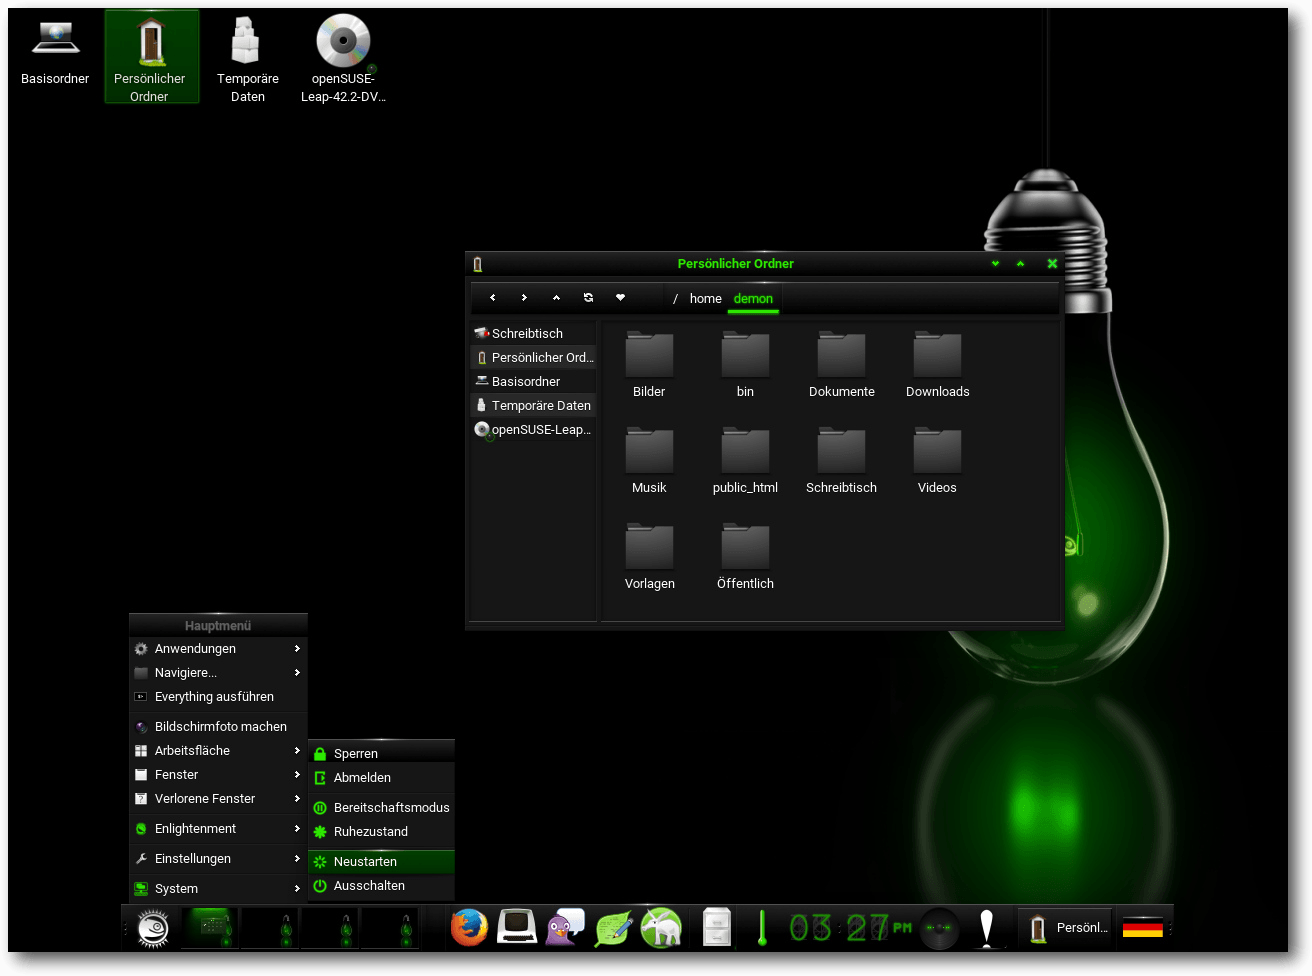 Basisordner
Persönlicher
Ordner
Temporäre
Daten
openSUSE-
Leap-42.2-DV...
Persönlicher Ordner
/ home demon
Schreibtisch
Persönlicher Ord...
Basisordner
Temporäre Daten
openSUSE-Leap...
Bilder
bin
Dokumente
Downloads
Musik
public_html
Schreibtisch
Videos
Vorlagen
Öffentlich
Hauptmenü
Anwendungen
Navigiere...
Everything ausführen
Bildschirmfoto machen
Arbeitsfläche
Fenster
Verlorene Fenster
Enlightenment
Einstellungen
System
Sperren
Abmelden
Bereitschaftsmodus
Ruhezustand
Neustarten
Ausschalten
03 27 PM
Persönl...